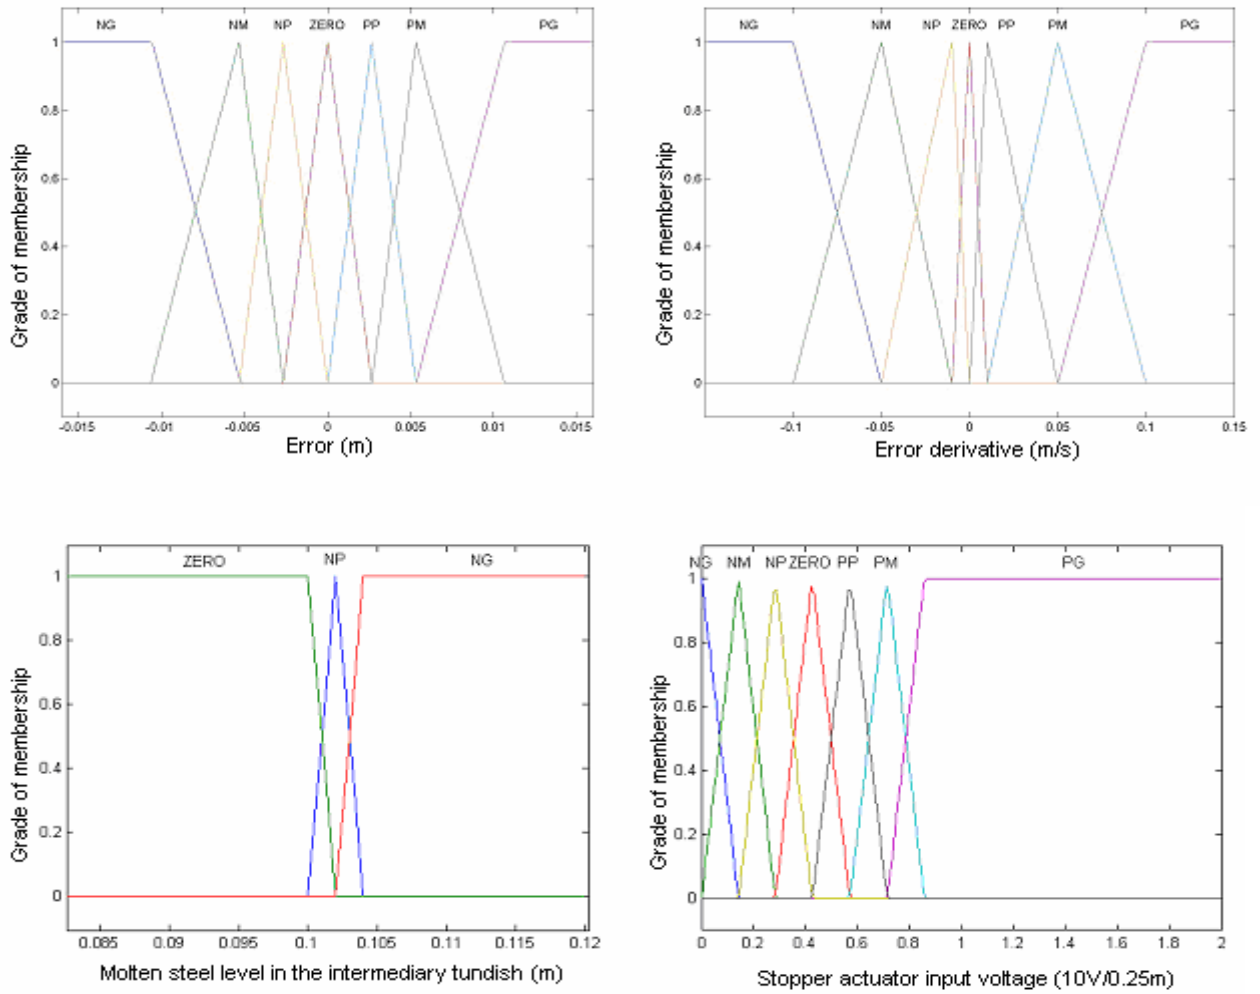 NG NM NP ZERO PP PM PG
1
0.8
0.6
0.4
0.2
0
-0.015 -0.01 -0.005 0 0.005 0.01 0.015
Grade of membership
Error (m)
NG NM NP ZERO PP PM PG
1
0.8
0.6
0.4
0.2
0
-0.1 -0.05 0 0.05 0.1 0.15
Grade of membership
Error derivative (m/s)
ZERO NP NG
1
0.8
0.6
0.4
0.2
0
0.085 0.09 0.095 0.1 0.105 0.11 0.115 0.12
Grade of membership
Molten steel level in the intermediary tundish (m)
NG NM NP ZERO PP PM PG
1
0.8
0.6
0.4
0.2
0
0 0.2 0.4 0.6 0.8 1 1.2 1.4 1.6 1.8 2
Grade of membership
Stopper actuator input voltage (10V/0.25m)